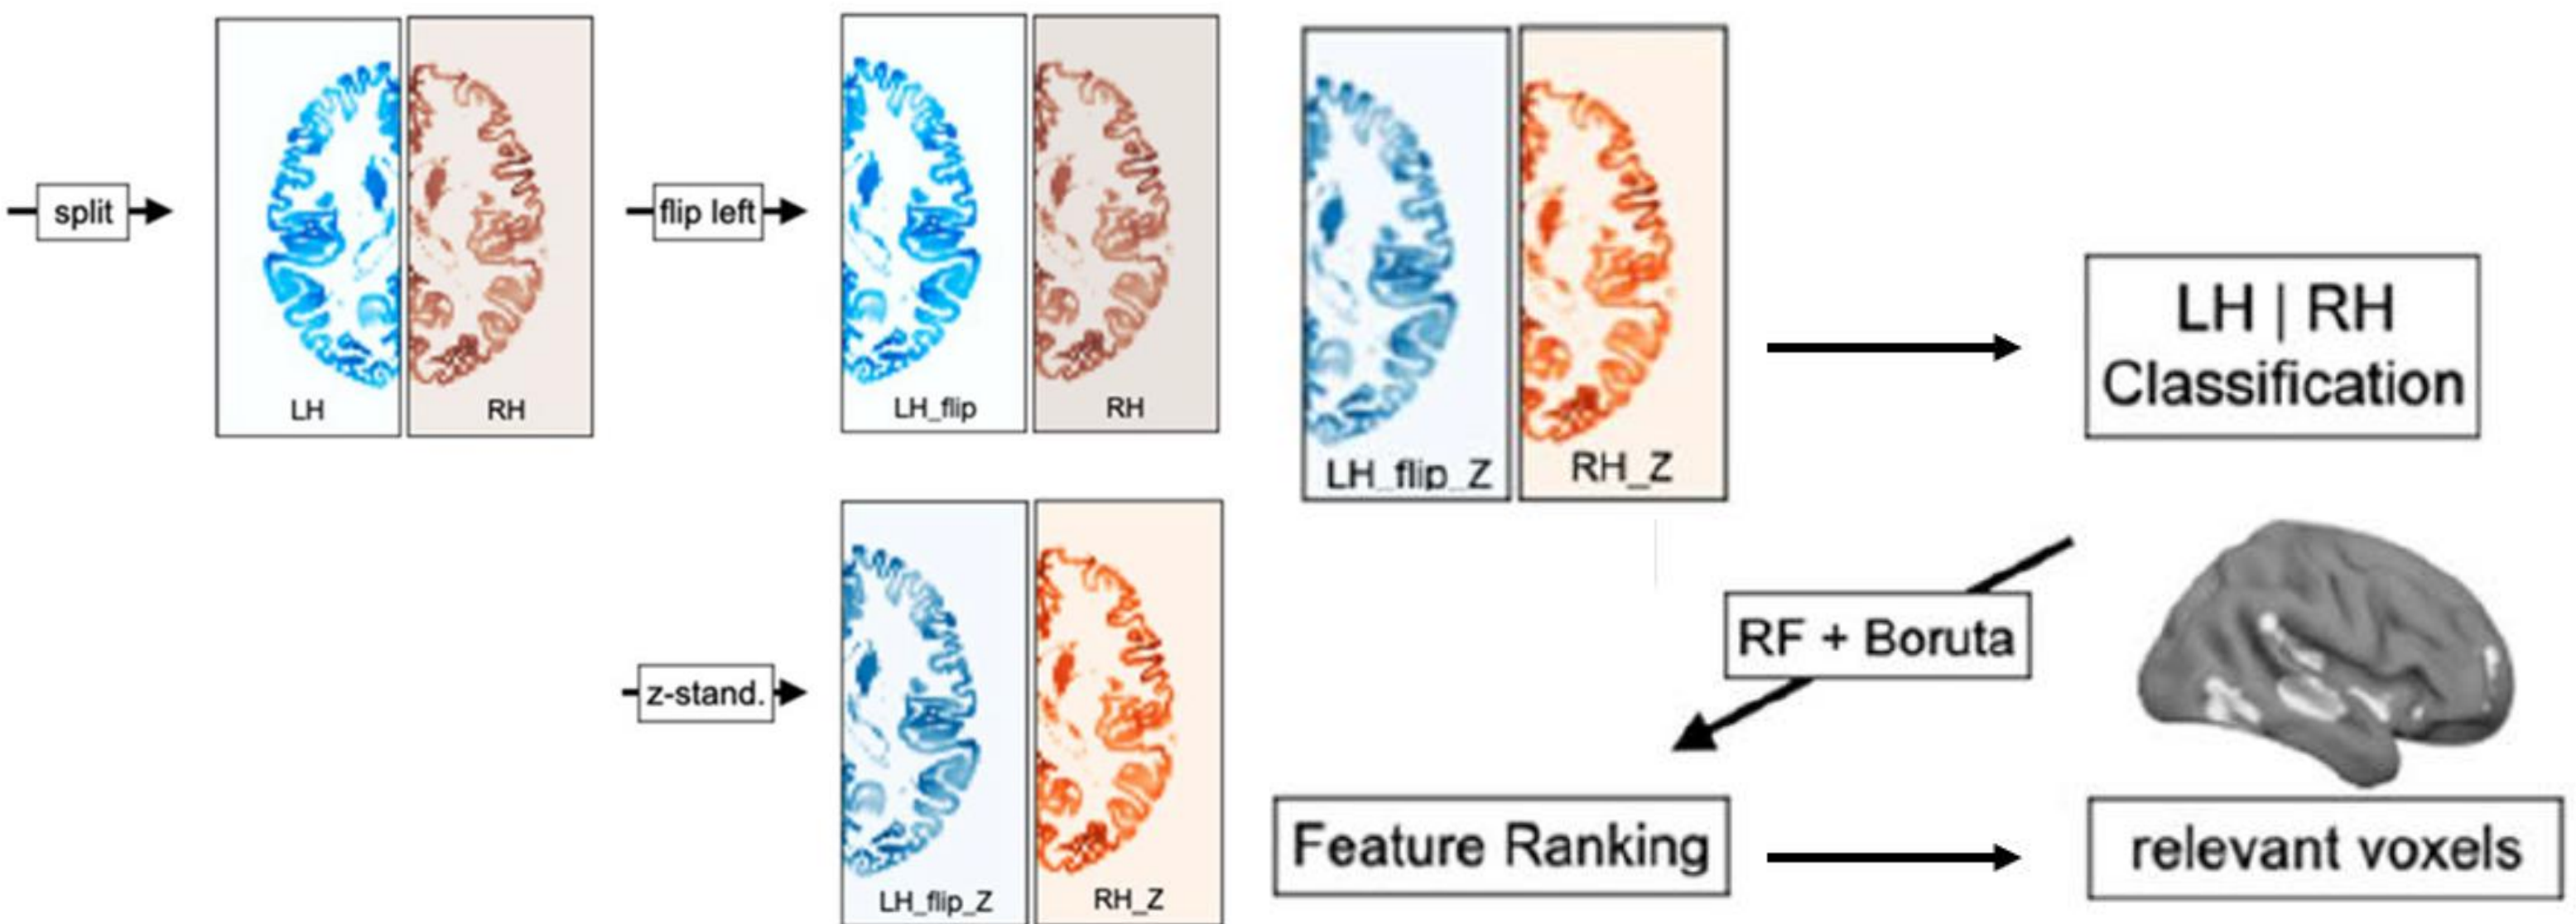 split
LH
RH
flip left
LH_flip
RH
z-stand.
LH_flip_Z
RH_Z
LH_flip_Z
RH_Z
LH | RH
Classification
RF + Boruta
Feature Ranking
relevant voxels